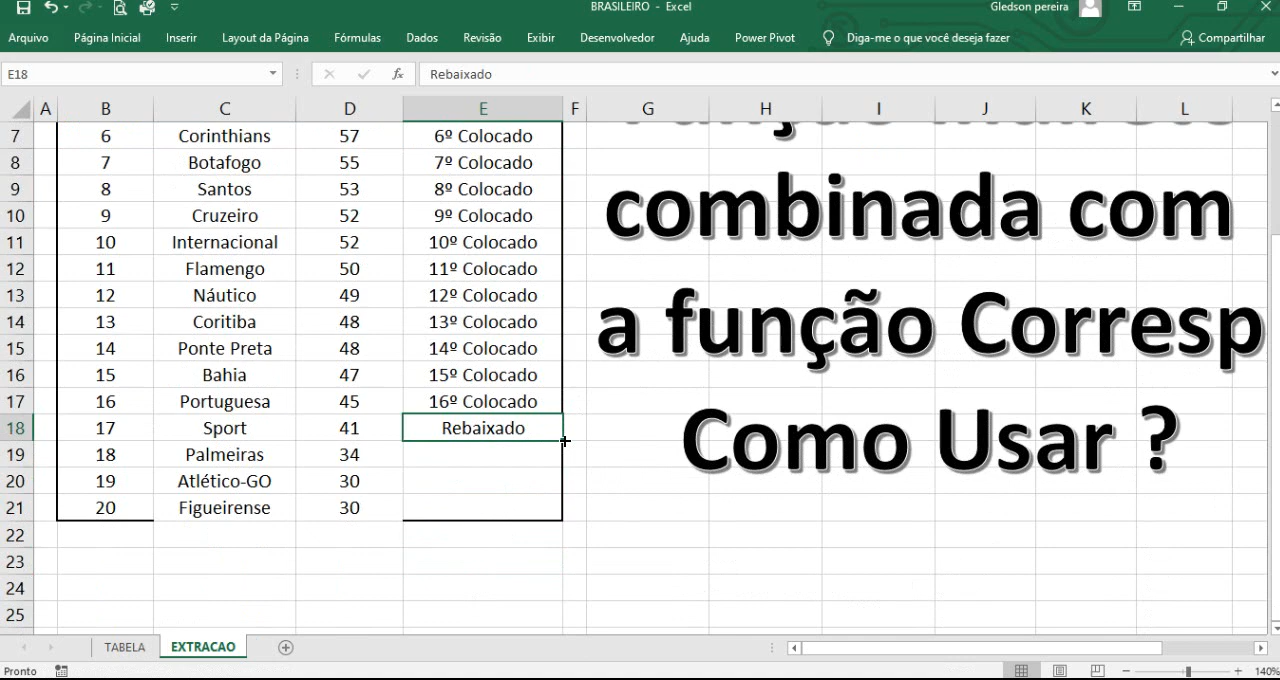 BRASILEIRO - Excel
Gledson pereira
Arquivo Página Inicial Inserir Layout da Página Fórmulas Dados Revisão Exibir Desenvolvedor Ajuda Power Pivot Diga-me o que você deseja fazer Compartilhar
E18 fx Rebaixado
A B C D E F G H I J K L
7 6 Corinthians 57 6º Colocado
8 7 Botafogo 55 7º Colocado
9 8 Santos 53 8º Colocado
10 9 Cruzeiro 52 9º Colocado
11 10 Internacional 52 10º Colocado
12 11 Flamengo 50 11º Colocado
13 12 Náutico 49 12º Colocado
14 13 Coritiba 48 13º Colocado
15 14 Ponte Preta 48 14º Colocado
16 15 Bahia 47 15º Colocado
17 16 Portuguesa 45 16º Colocado
18 17 Sport 41 Rebaixado
19 18 Palmeiras 34
20 19 Atlético-GO 30
21 20 Figueirense 30
22
23
24
25
combinada com
a função Corresp
Como Usar ?
TABELA EXTRACAO
Pronto
140%